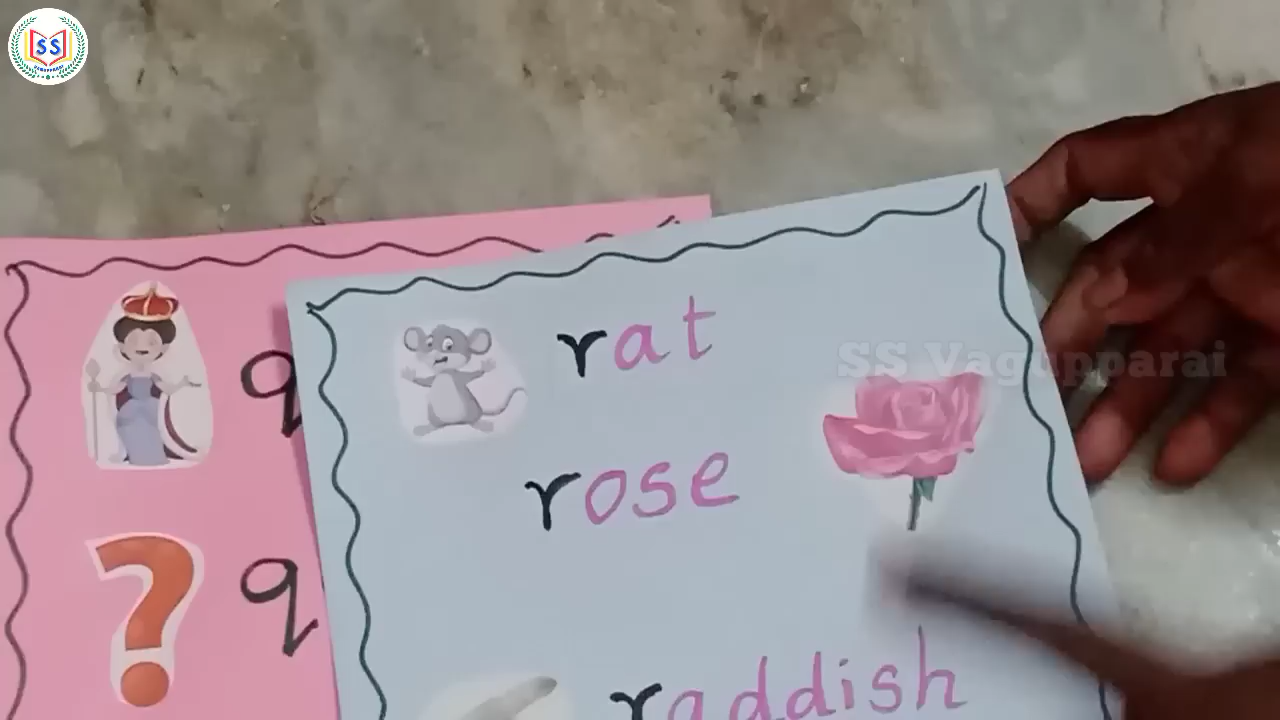 SS
rat
SS Vagupparai
rose
q
q
raddish